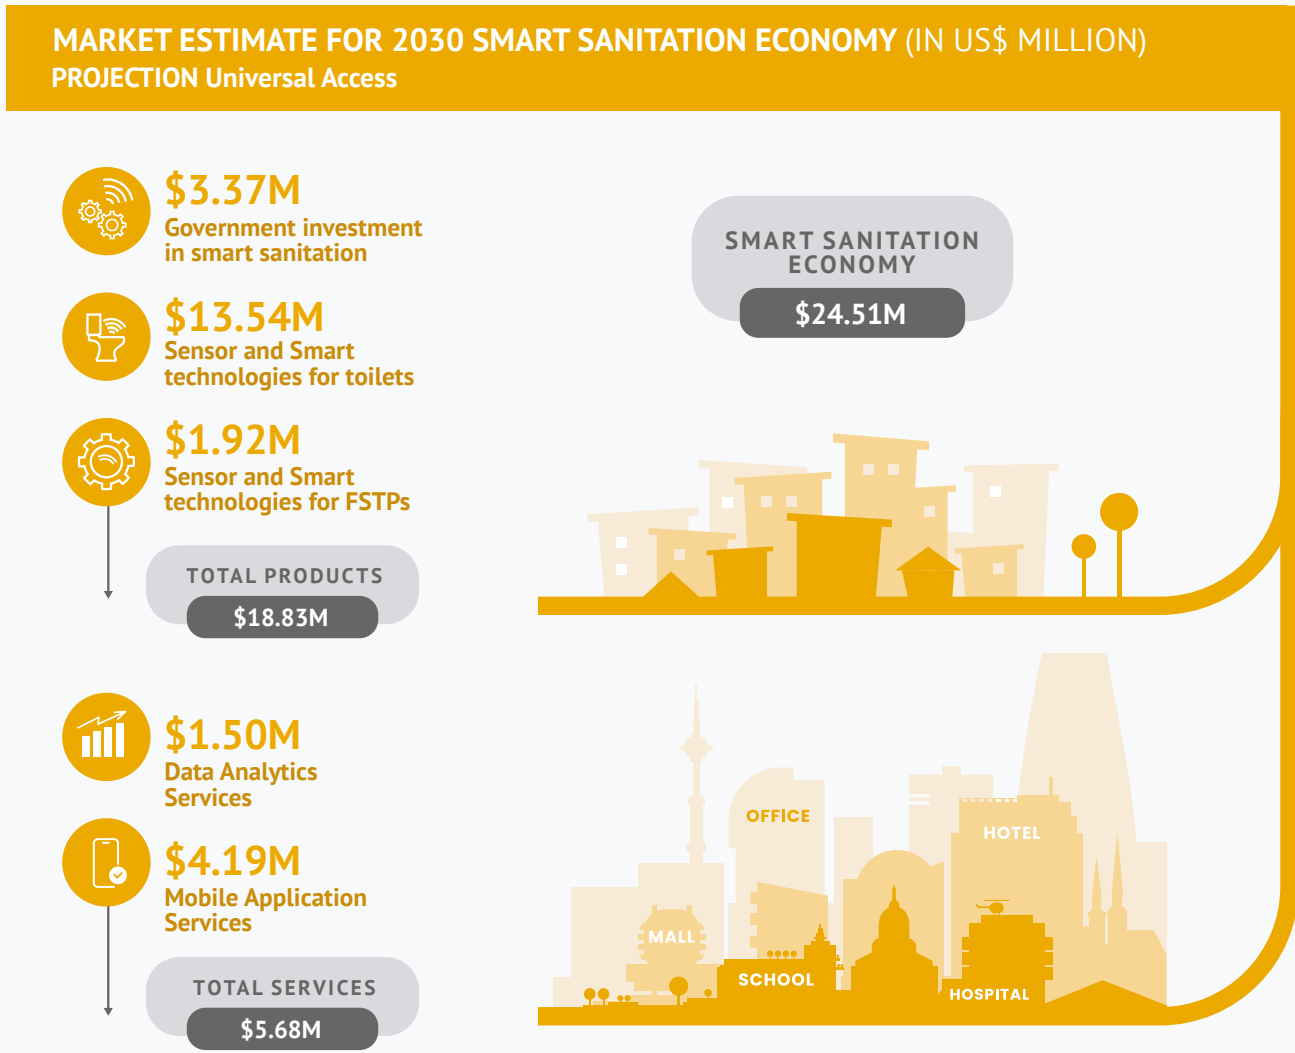 MARKET ESTIMATE FOR 2030 SMART SANITATION ECONOMY (IN US$ MILLION)
PROJECTION Universal Access
$3.37M
Government investment
in smart sanitation
$13.54M
Sensor and Smart
technologies for toilets
$1.92M
Sensor and Smart
technologies for FSTPs
TOTAL PRODUCTS
$18.83M
$1.50M
Data Analytics
Services
$4.19M
Mobile Application
Services
TOTAL SERVICES
$5.68M
SMART SANITATION
ECONOMY
$24.51M
OFFICE
HOTEL
MALL
SCHOOL
HOSPITAL